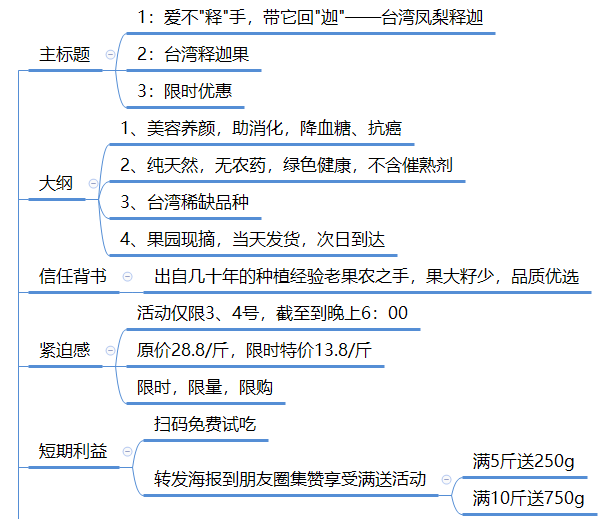 主标题
1：爱不"释"手，带它回"迦"——台湾凤梨释迦
2：台湾释迦果
3：限时优惠
大纲
1、美容养颜，助消化，降血糖、抗癌
2、纯天然，无农药，绿色健康，不含催熟剂
3、台湾稀缺品种
4、果园现摘，当天发货，次日到达
信任背书
出自几十年的种植经验老果农之手，果大籽少，品质优选
紧迫感
活动仅限3、4号，截至到晚上6：00
原价28.8/斤，限时特价13.8/斤
限时，限量，限购
短期利益
扫码免费试吃
转发海报到朋友圈集赞享受满送活动
满5斤送250g
满10斤送750g